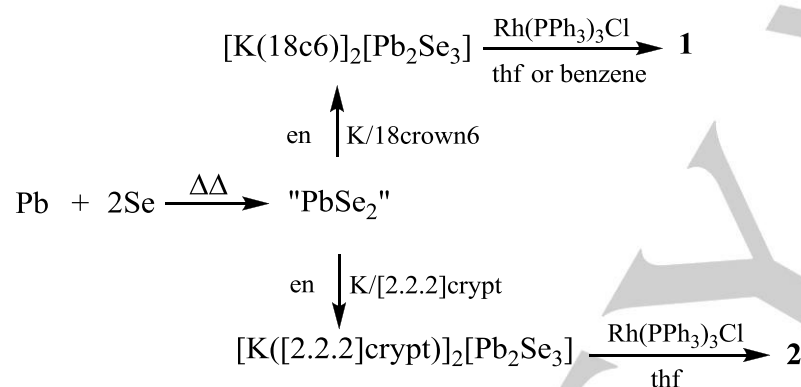 [K(18c6)]₂[Pb₂Se₃] Rh(PPh₃)₃Cl 1
thf or benzene
en K/18crown6
Pb + 2Se ΔΔ "PbSe₂"
en K/[2.2.2]crypt
[K([2.2.2]crypt)]₂[Pb₂Se₃] Rh(PPh₃)₃Cl 2
thf